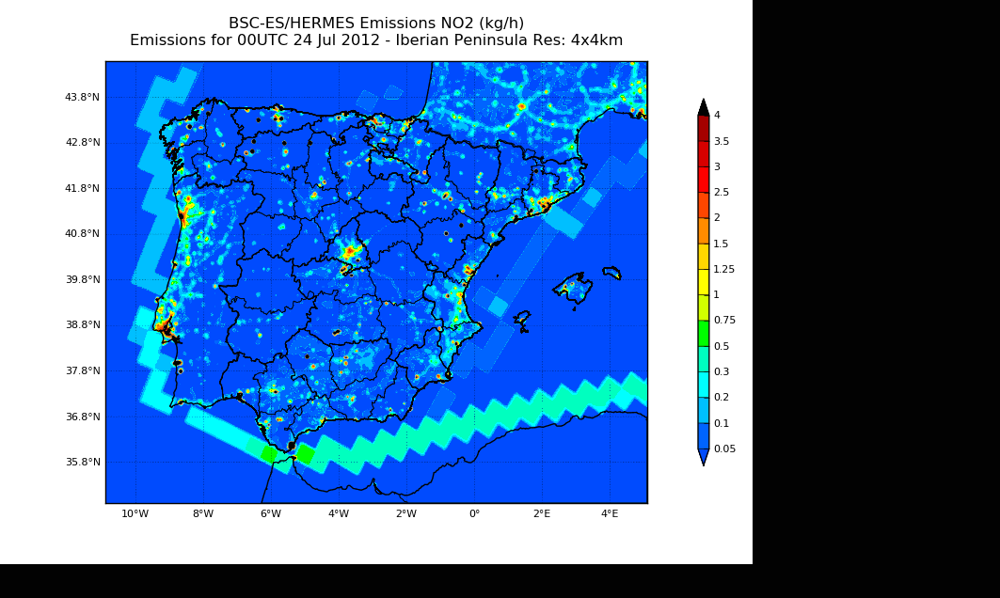 BSC-ES/HERMES Emissions NO2 (kg/h)
Emissions for 00UTC 24 Jul 2012 - Iberian Peninsula Res: 4x4km
43.8°N
42.8°N
41.8°N
40.8°N
39.8°N
38.8°N
37.8°N
36.8°N
35.8°N
10°W 8°W 6°W 4°W 2°W 0° 2°E 4°E
4
3.5
3
2.5
2
1.5
1.25
1
0.75
0.5
0.3
0.2
0.1
0.05